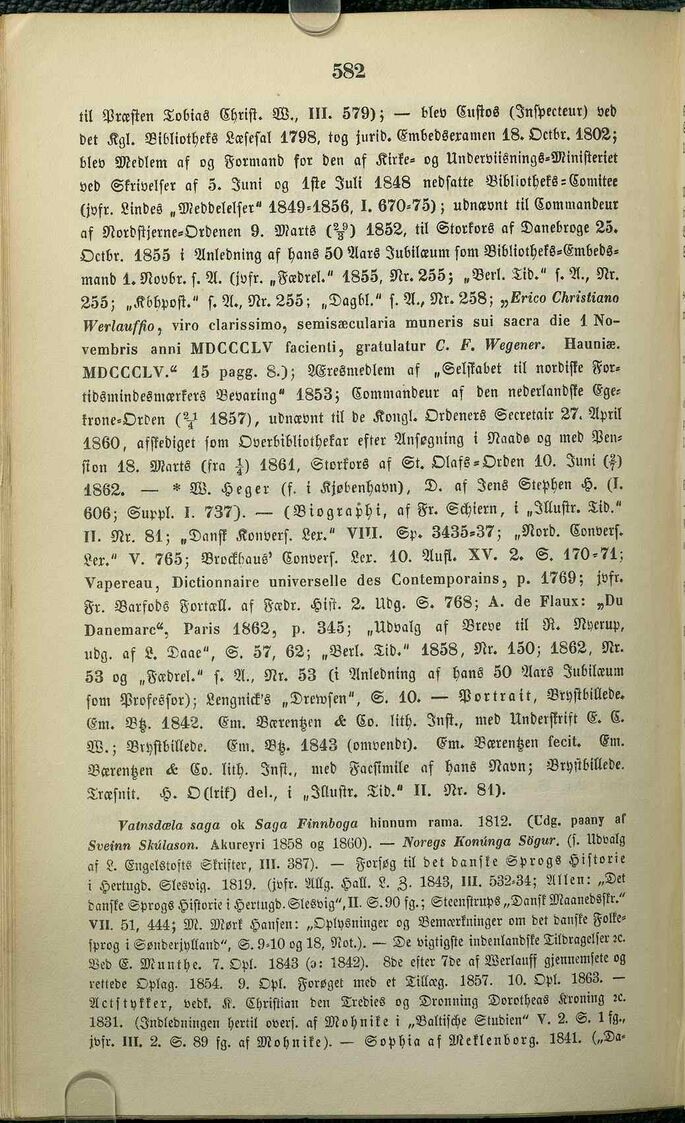 582
til Præsten Tobias Christ. W., III. 579); — blev Custos (Inspecteur) ved
det Kgl. Bibliotheks Læsesal 1798, tog jurid. Embedsexamen 18. Octbr. 1802;
blev Medlem af og Formand for den af Kirke- og Underviisnings-Ministeriet
ved Skrivelser af 5. Juni og 1ste Juli 1848 nedsatte Bibliotheks-Comitee
(jvfr. Lindes „Meddelelser" 1849-1856, I. 670-75); udnævnt til Commandeur
af Nordstjerne-Ordenen 9. Marts (29/3) 1852, til Storkors af Danebroge 25.
Octbr. 1855 i Anledning af hans 50 Aars Jubilæum som Bibliotheks-Embeds-
mand 1. Novbr. s. A. (jvfr. „Fædrel." 1855, Nr. 255; „Berl. Tid." s. A., Nr.
255; „Kbhpost." s. A., Nr. 255; „Dagbl." s. A., Nr. 258; „Erico Christiano
Werlauffio, viro clarissimo, semisæcularia muneris sui sacra die 1 No-
vembris anni MDCCCLV facienti, gratulatur C. F. Wegener. Hauniæ.
MDCCCLV.“ 15 pagg. 8.); Æresmedlem af „Selskabet til nordiske For-
tidsmindesmærkers Bevaring" 1853; Commandeur af den nederlandske Ege-
krone-Orden (21/4 1857), udnævnt til de Kongl. Ordeners Secretair 27. April
1860, afskediget som Overbibliothekar efter Ansøgning i Naade og med Pen-
sion 18. Marts (fra 1/4) 1861, Storkors af St. Olafs-Orden 10. Juni
1862. — * W. Heger (f. i Kjøbenhavn), D. af Jens Stephen H. (I.
606; Suppl. I. 737). — (Biographi, af Fr. Schiern, i „Illustr. Tid."
II. Nr. 81; „Dansk Konvers. Lex." VIII. Sp. 3435-37; „Nord. Convers.
Lex." V. 765; Brockhaus' Convers. Lex. 10. Aufl. XV. 2. S. 170-71;
Vapereau, Dictionnaire universelle des Contemporains, p. 1769; jvfr.
Fr. Barfods Fortæll. af Fædr. Hist. 2. Udg. S. 768; A. de Flaux: „Du
Danemarc“, Paris 1862, p. 345; „Udvalg af Breve til R. Nyerup,
udg. af L. Daae", S. 57, 62; „Berl. Tid." 1858, Nr. 150; 1862, Nr.
53 og „Fædrel." s. A., Nr. 53 (i Anledning af hans 50 Aars Jubilæum
som Professor); Lengnick's „Drewsen", S. 10. — Portrait, Brystbillede.
Em. Btz. 1842. Em. Bærentzen & Co. lith. Inst., med Underskrift E. C.
W.; Brystbillede. Em. Btz. 1843 (omvendt). Em. Bærentzen fecit. Em.
Bærentzen & Co. lith. Inst., med Facsimile af hans Navn; Brystbillede.
Træsnit. H. O(lrik) del., i „Illustr. Tid." II. Nr. 81).
Vatnsdæla saga ok Saga Finnboga hinnum rama. 1812. (Udg. paany af
Sveinn Skúlason. Akureyri 1858 og 1860). — Noregs Konúnga Sögur. (s. Udvalg
af L. Engelstofts Skrifter, III. 387). — Forsøg til det danske Sprogs Historie
i Hertugd. Slesvig. 1819. (jvfr. Allg. Hall. L. Z. 1843, III. 532-34; Allen: „Det
danske Sprogs Historie i Hertugd. Slesvig", II. S. 90 fg.; Steenstrups „Dansk Maanedsskr."
VII. 51, 444; M. Mørk Hansen: „Oplysninger og Bemærkninger om det danske Folke-
sprog i Sønderjylland", S. 9-10 og 18, Not.). — De vigtigste indenlandske Tildragelser ꝛc.
Ved E. Munthe. 7. Opl. 1843 (ɔ: 1842). 8de efter 7de af Werlauff gjennemsete og
rettede Oplag. 1854. 9. Opl. Forøget med et Tillæg. 1857. 10. Opl. 1863. —
Actstykker, vedk. K. Christian den Tredies og Dronning Dorotheas Kroning ꝛc.
1831. (Indledningen hertil overs. af Mohnike i „Baltische Studien" V. 2. S. 1 fg.,
jvfr. III. 2. S. 89 fg. af Mohnike). — Sophia af Meklenborg. 1841. („Da-